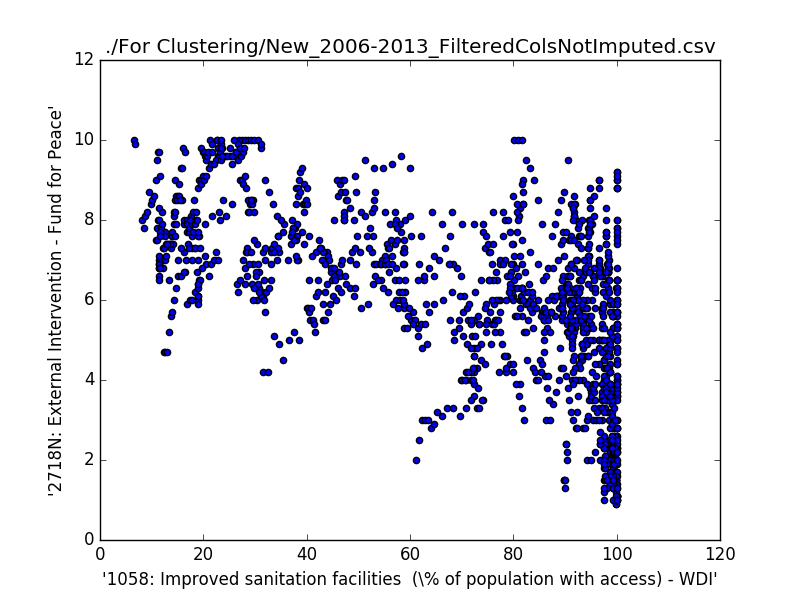 ./For Clustering/New_2006-2013_FilteredColsNotImputed.csv
12
10
8
6
4
2
0
'2718N: External Intervention - Fund for Peace'
0 20 40 60 80 100 120
'1058: Improved sanitation facilities  (\% of population with access) - WDI'